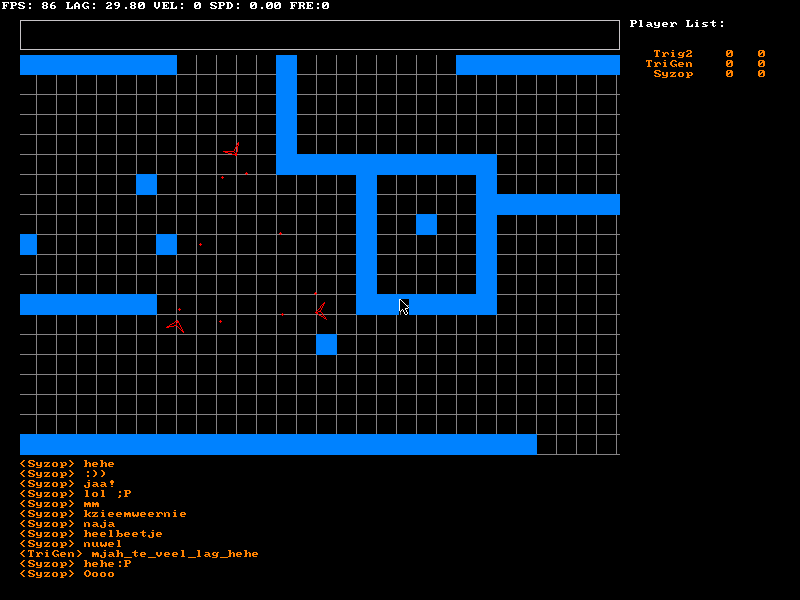 FPS: 86 LAG: 29.80 VEL: 0 SPD: 0.00 FRE:0
Player List:
Trig2 0 0
TriGen 0 0
Syzop 0 0
<Syzop> hehe
<Syzop> :))
<Syzop> jaa!
<Syzop> lol ;P
<Syzop> mm
<Syzop> kzieemweernie
<Syzop> naja
<Syzop> heelbeetje
<Syzop> nuwel
<TriGen> mjah_te_veel_lag_hehe
<Syzop> hehe:P
<Syzop> Oooo